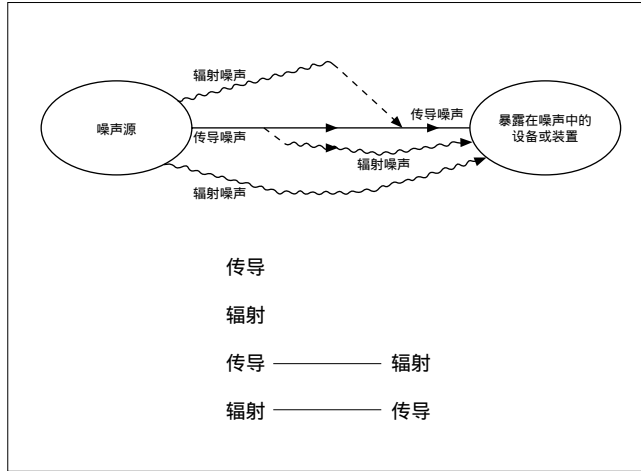 辐射噪声
传导噪声
噪声源
传导噪声
暴露在噪声中的
设备或装置
辐射噪声
辐射噪声
传导
辐射
传导 辐射
辐射 传导